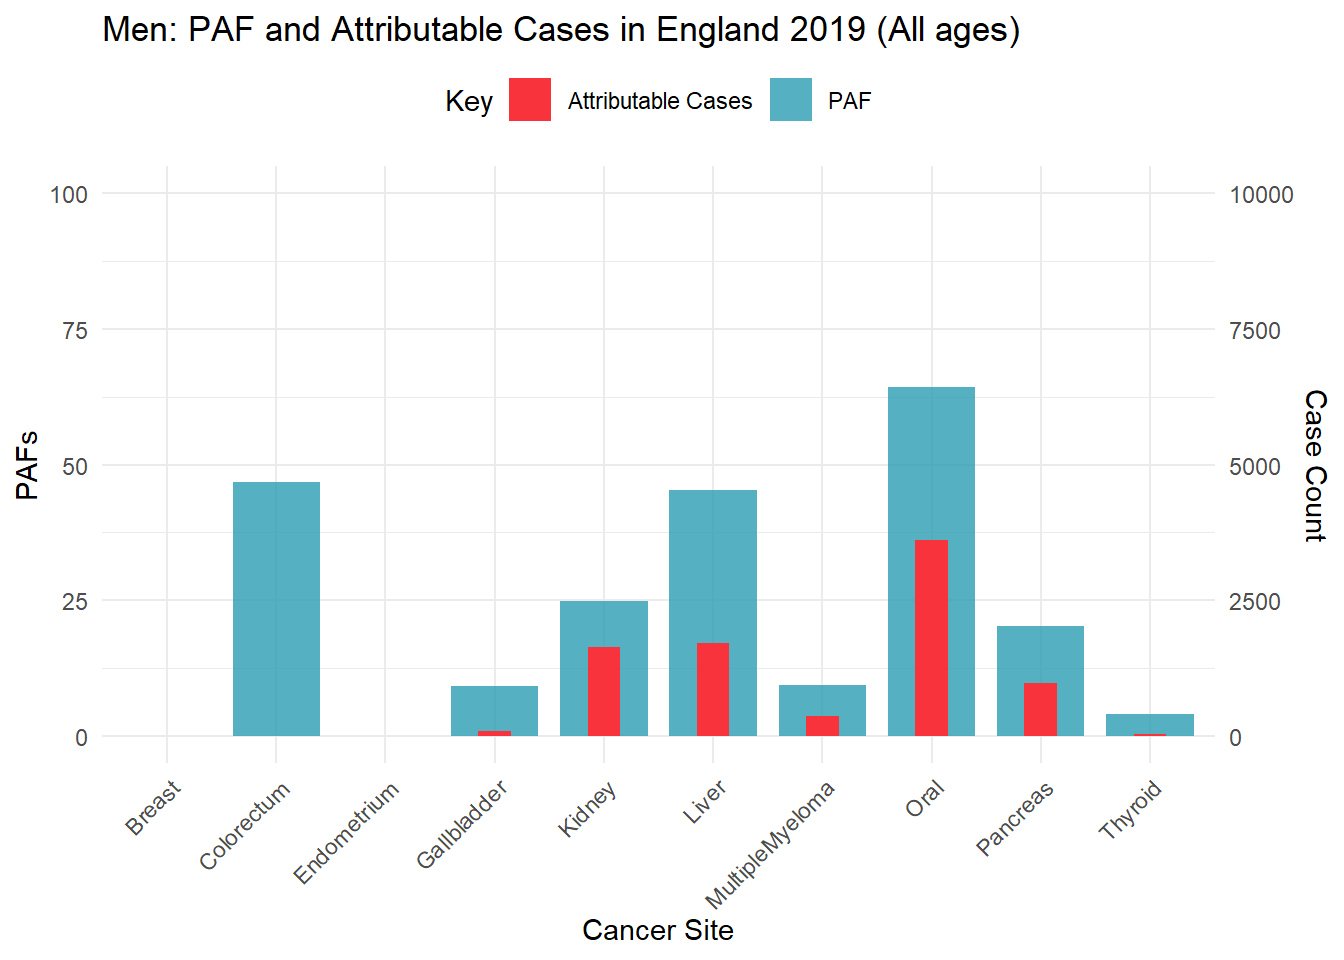 Men: PAF and Attributable Cases in England 2019 (All ages)
Key Attributable Cases PAF
100 10000
75 7500
50 5000
25 2500
0 0
PAFs
Case Count
Breast
Colorectum
Endometrium
Gallbladder
Kidney
Liver
MultipleMyeloma
Oral
Pancreas
Thyroid
Cancer Site